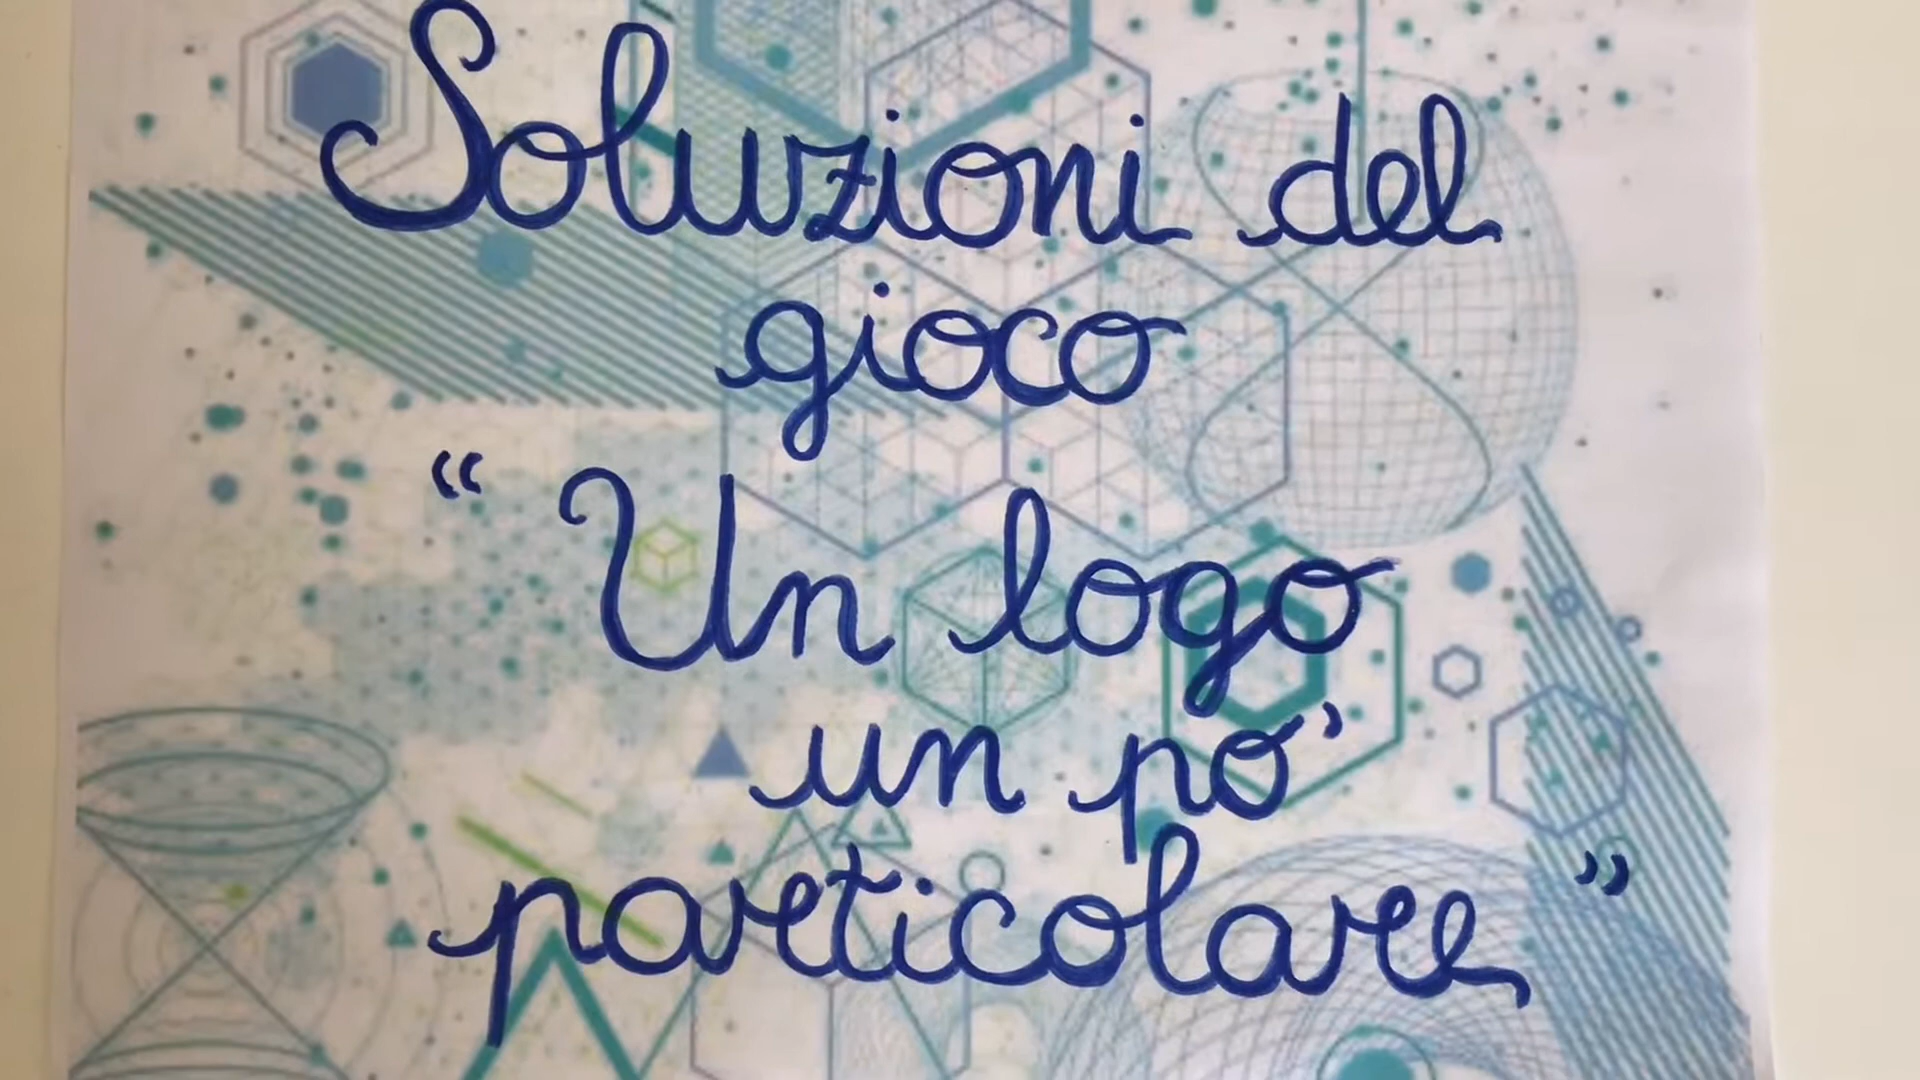 Soluzioni del
gioco
“ Un logo
un po’
particolare ”